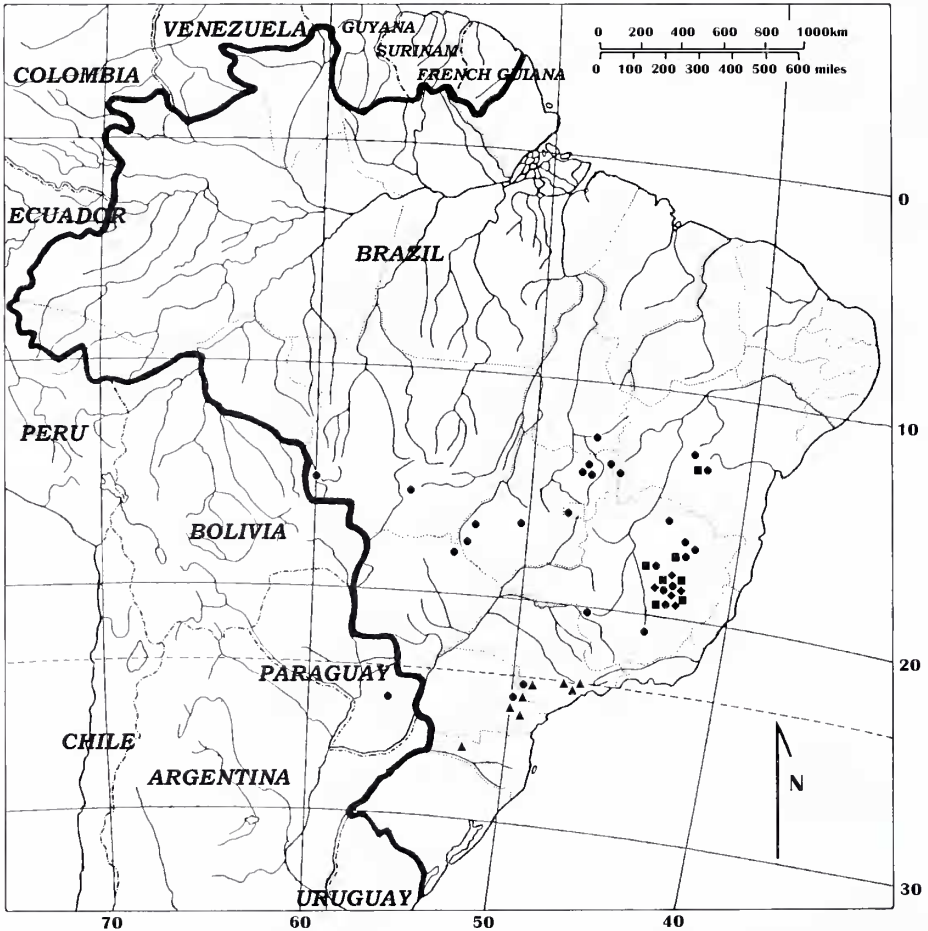 VENEZUELA
GUYANA
SURINAM
FRENCH GUIANA
COLOMBIA
0 200 400 600 800 1000km
0 100 200 300 400 500 600 miles
0
ECUADOR
BRAZIL
10
PERU
BOLIVIA
20
PARAGUAY
CHILE
ARGENTINA
N
30
URUGUAY
70 60 50 40